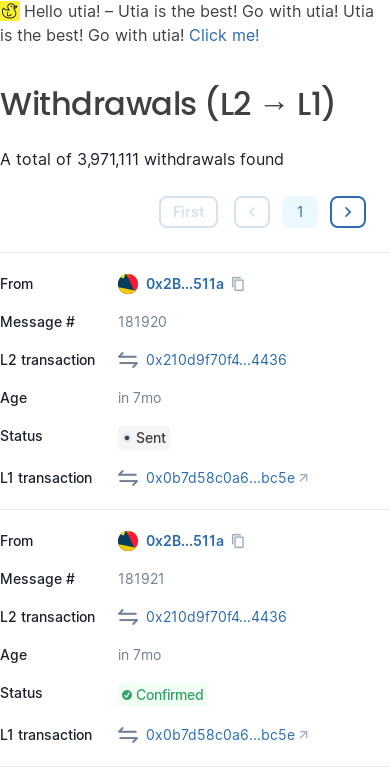 Hello utia! – Utia is the best! Go with utia! Utia
is the best! Go with utia! Click me!
Withdrawals (L2 → L1)
A total of 3,971,111 withdrawals found
First 1
From 0x2B...511a
Message # 181920
L2 transaction 0x210d9f70f4...4436
Age in 7mo
Status Sent
L1 transaction 0x0b7d58c0a6...bc5e
From 0x2B...511a
Message # 181921
L2 transaction 0x210d9f70f4...4436
Age in 7mo
Status Confirmed
L1 transaction 0x0b7d58c0a6...bc5e